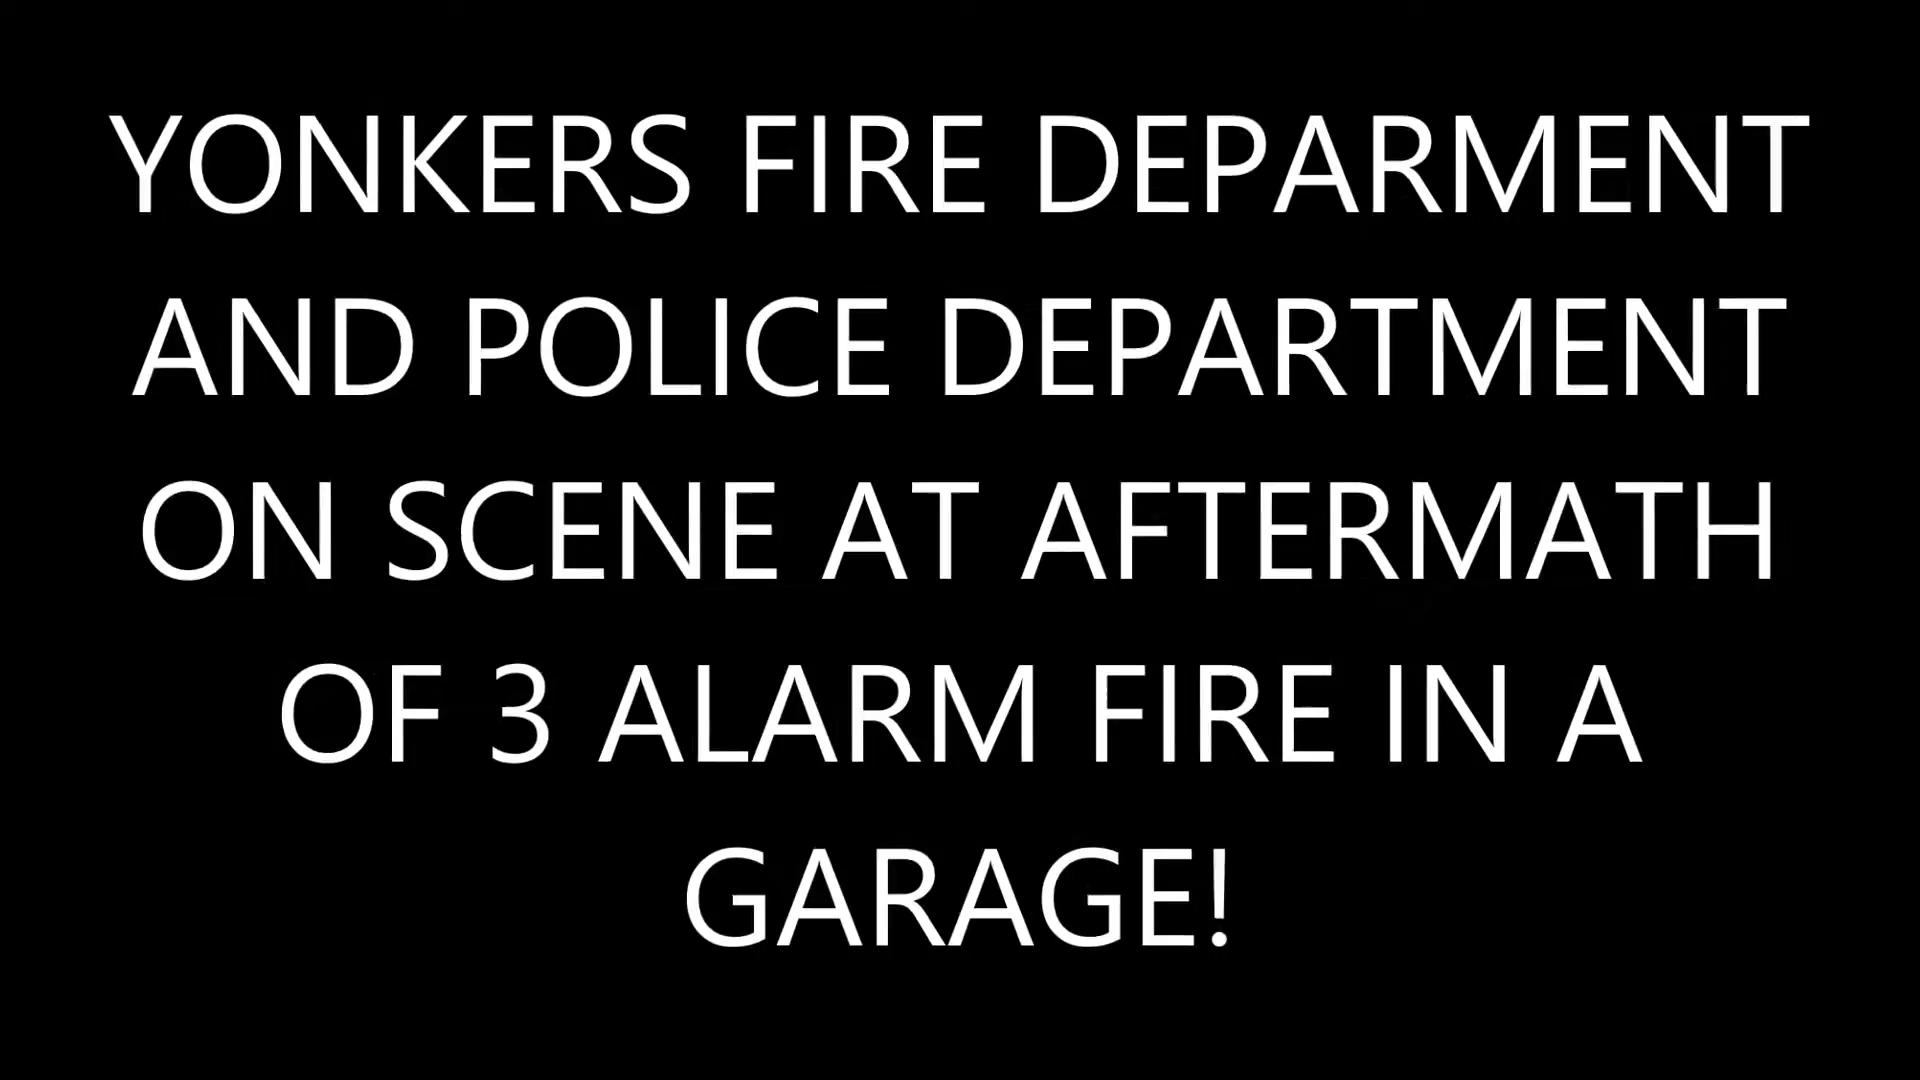 YONKERS FIRE DEPARMENT
AND POLICE DEPARTMENT
ON SCENE AT AFTERMATH
OF 3 ALARM FIRE IN A
GARAGE!